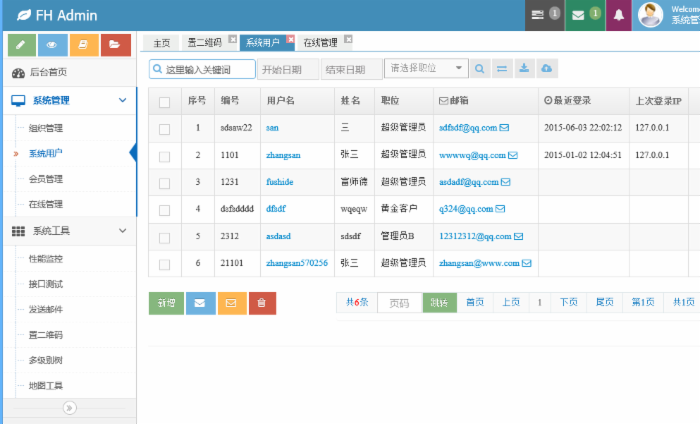 FH Admin
1
1
Welcome
系统管
主页 置二维码 系统用户 在线管理
后台首页
系统管理
组织管理
系统用户
会员管理
在线管理
系统工具
性能监控
接口测试
发送邮件
置二维码
多级别树
地图工具
这里输入关键词 开始日期 结束日期 请选择职位
序号 编号 用户名 姓名 职位 邮箱 最近登录 上次登录IP
1 sdsaw22 san 三 超级管理员 sdfsdf@qq.com 2015-06-03 22:02:12 127.0.0.1
2 1101 zhangsan 张三 超级管理员 wwwwq@qq.com 2015-01-02 12:04:51 127.0.0.1
3 1231 fushide 富师德 超级管理员 asdadf@qq.com
4 dsfsdddd dfsdf wqeqw 黄金客户 q324@qq.com
5 2312 asdasd sdsdf 管理员B 12312312@qq.com
6 21101 zhangsan570256 张三 超级管理员 zhangsan@www.com
新增 共6条 页码 跳转 首页 上页 1 下页 尾页 第1页 共1页